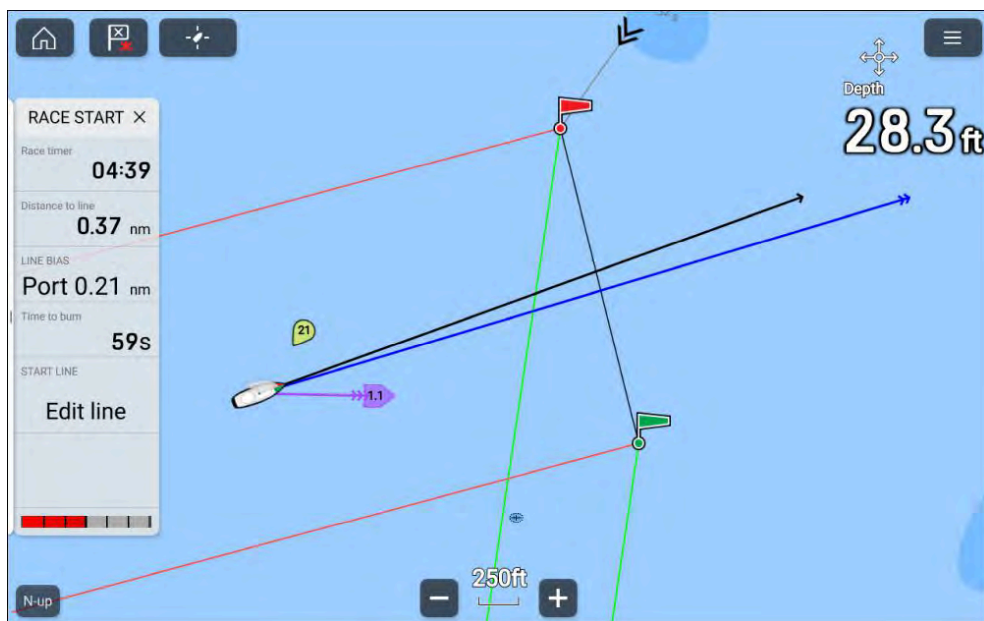 RACE START ×
Race timer
04:39
Distance to line
0.37 nm
LINE BIAS
Port 0.21 nm
Time to burn
59s
START LINE
Edit line
N-up
21
1.1
250ft
Depth
28.3 ft